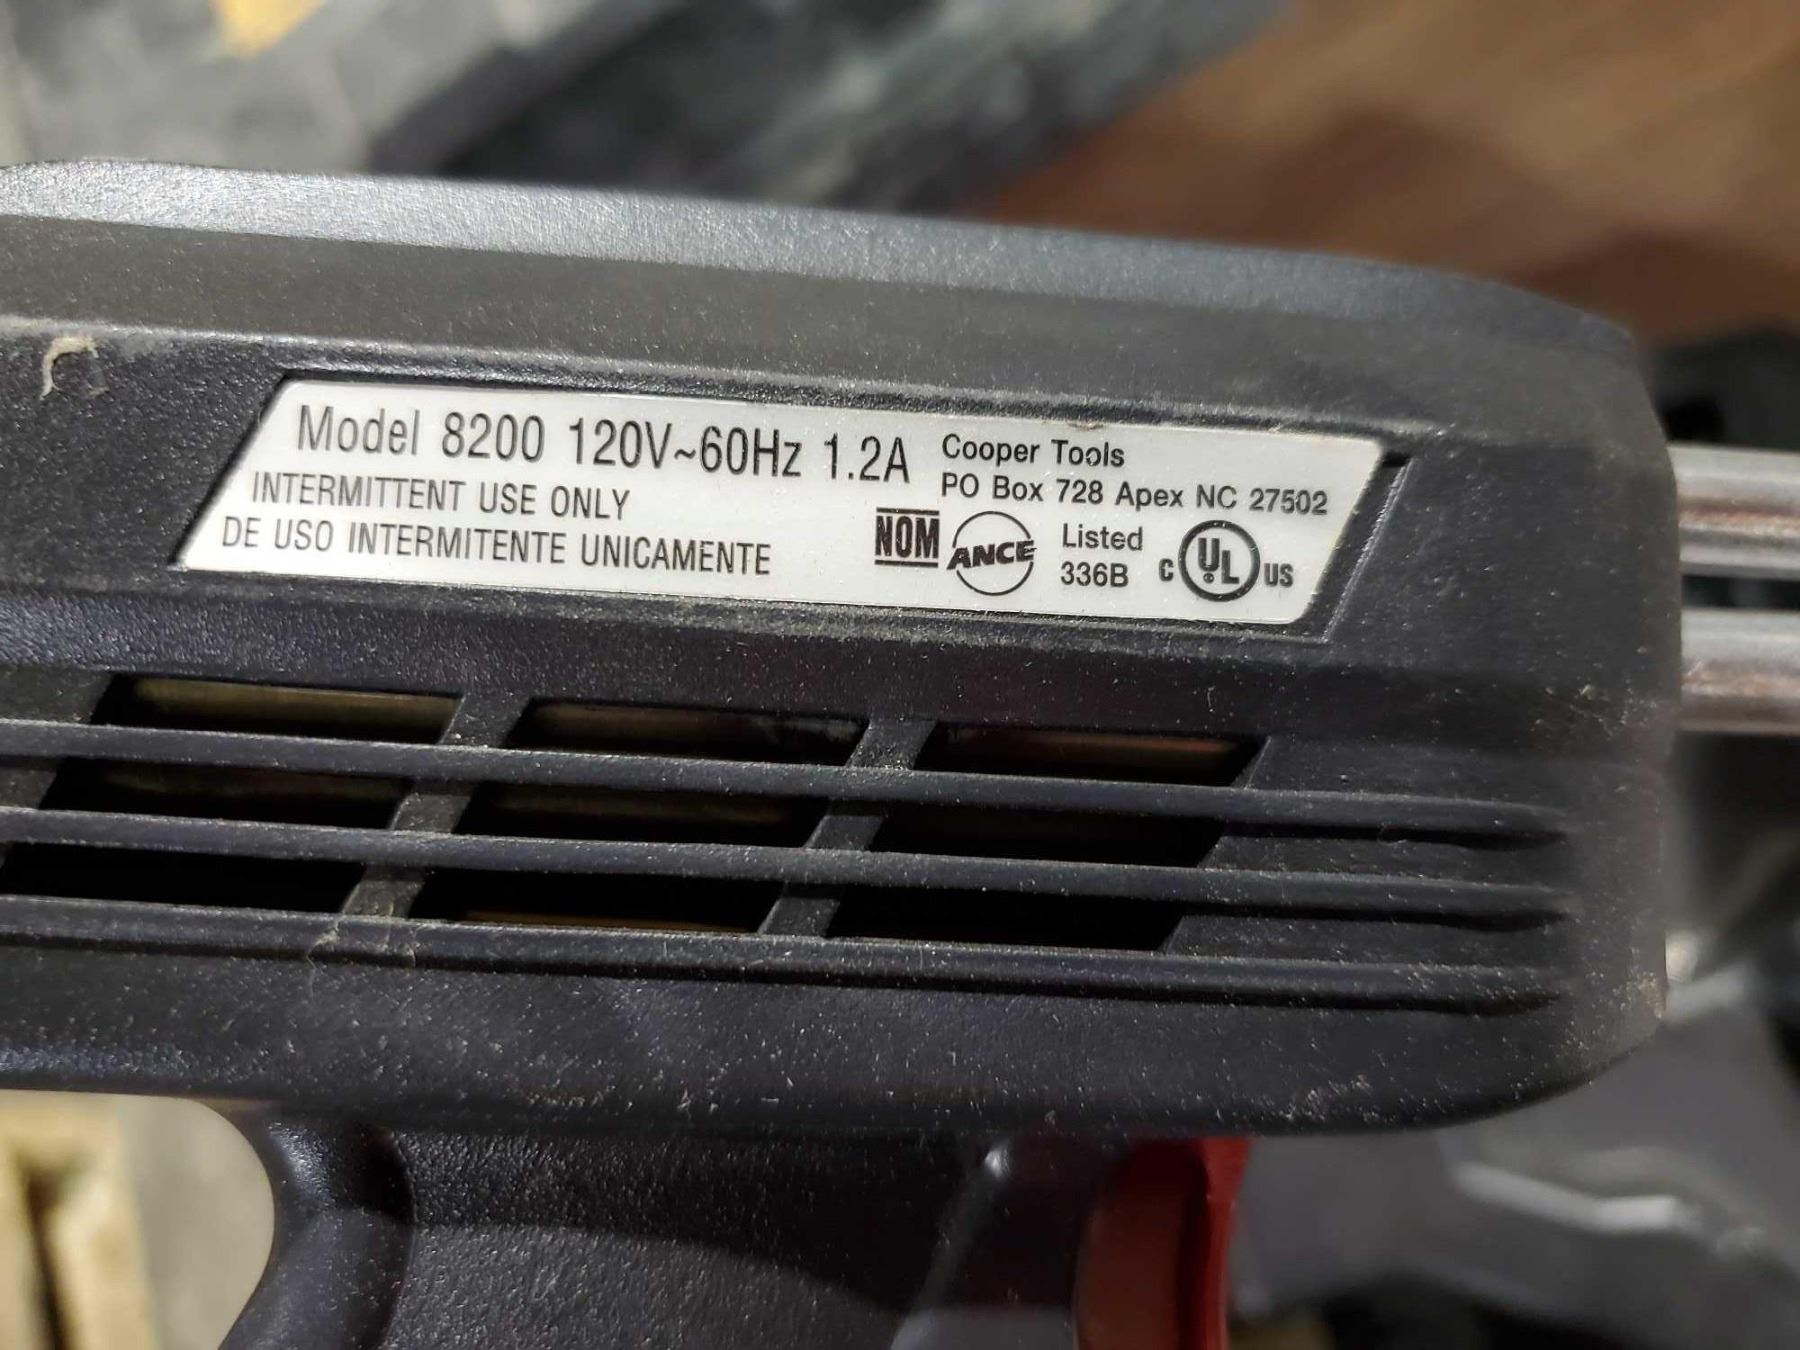 Model 8200 120V~60Hz 1.2A
INTERMITTENT USE ONLY
DE USO INTERMITENTE UNICAMENTE
Cooper Tools
PO Box 728 Apex NC 27502
NOM ANCE
Listed
336B
C UL US